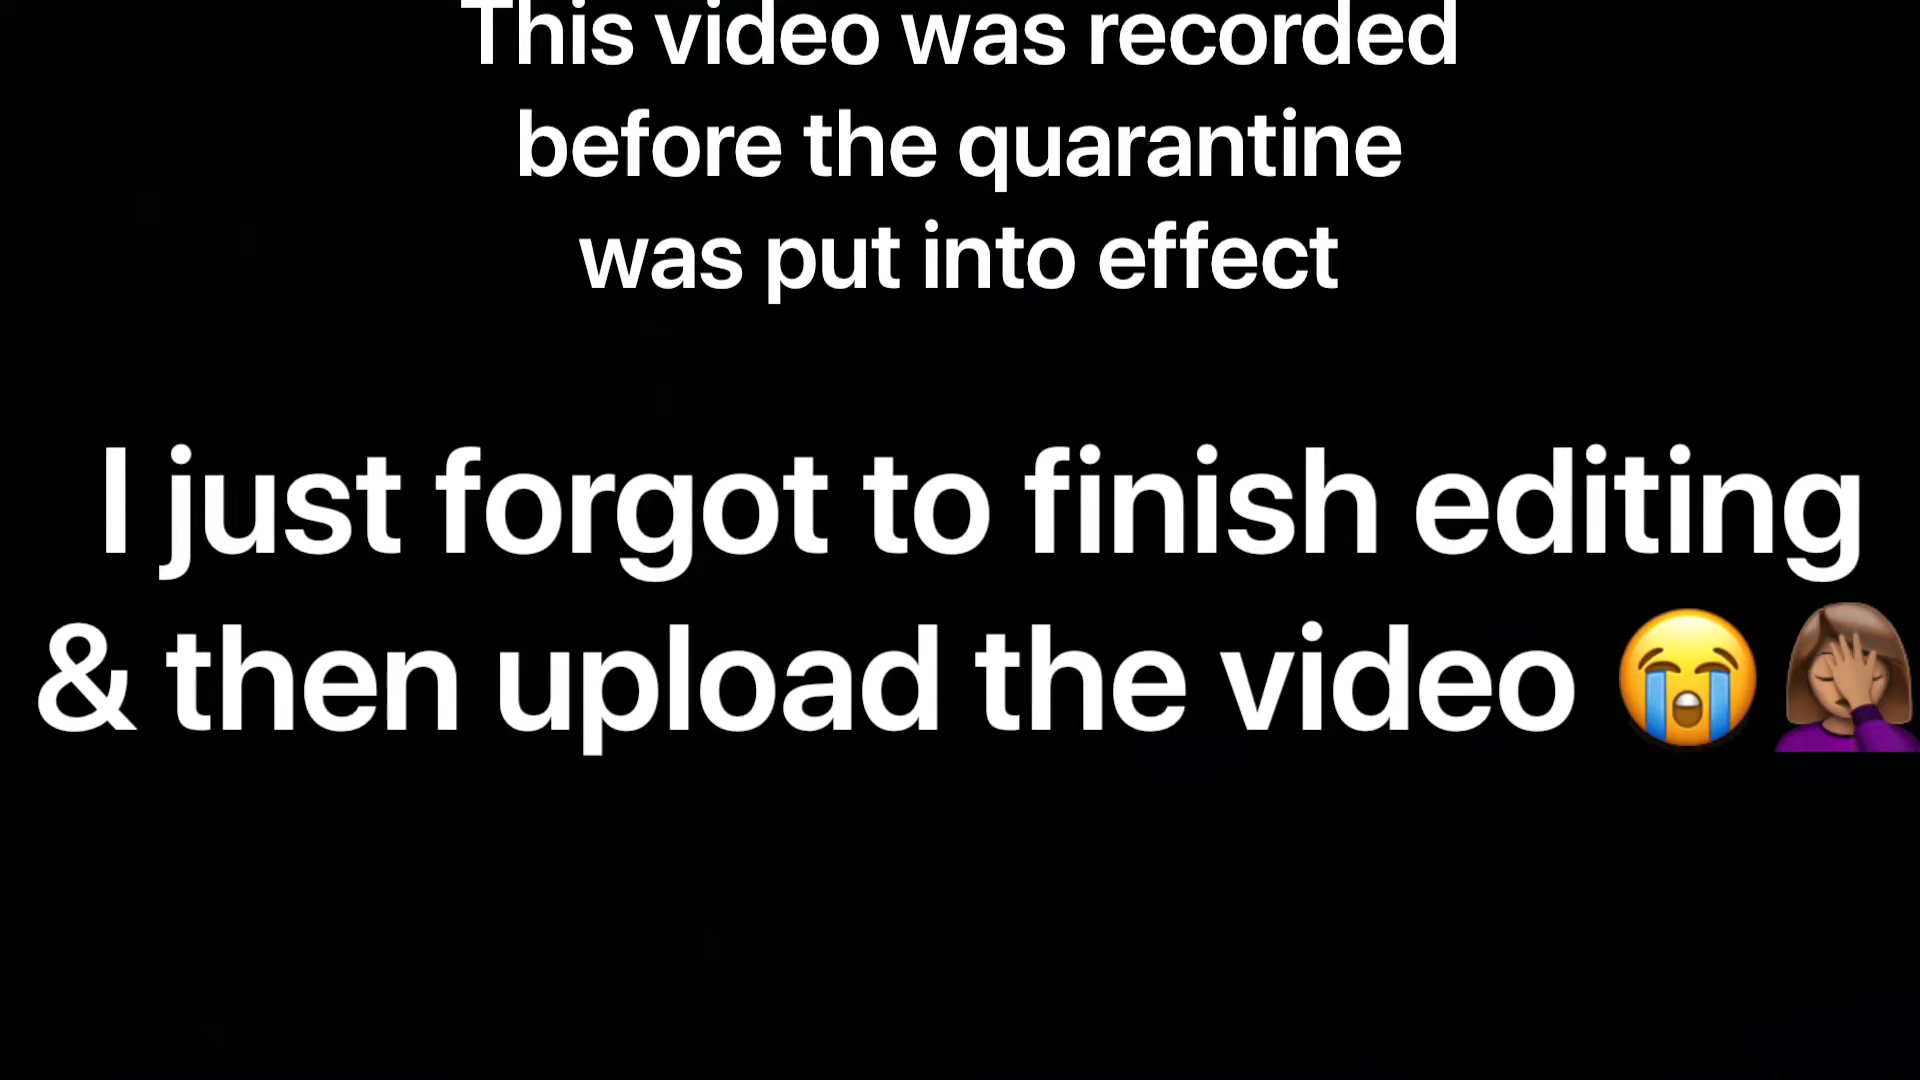 This video was recorded
before the quarantine
was put into effect
I just forgot to finish editing
& then upload the video 😭🤦🏽‍♀️